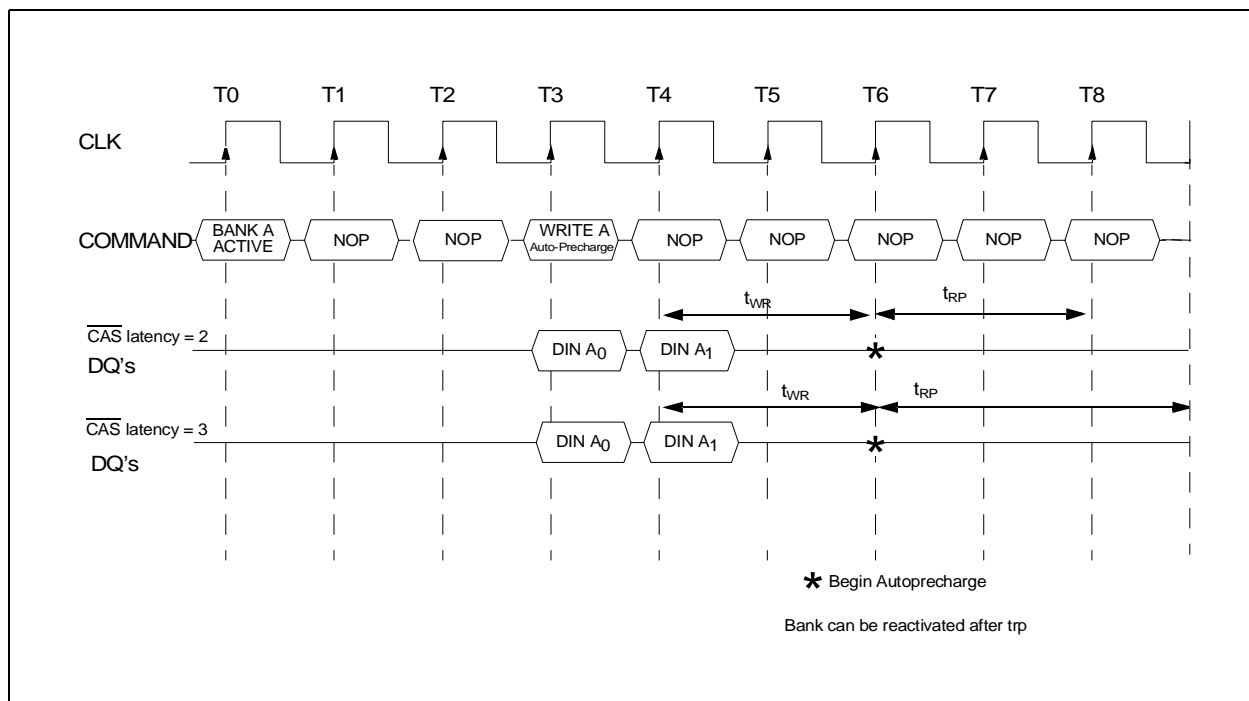 T0 T1 T2 T3 T4 T5 T6 T7 T8
CLK
COMMAND
BANK A
ACTIVE
NOP
NOP
WRITE A
Auto-Precharge
NOP
NOP
NOP
NOP
NOP
tWR
tRP
CAS latency = 2
DQ's
DIN A0
DIN A1
*
tWR
tRP
CAS latency = 3
DQ's
DIN A0
DIN A1
*
* Begin Autoprecharge
Bank can be reactivated after trp